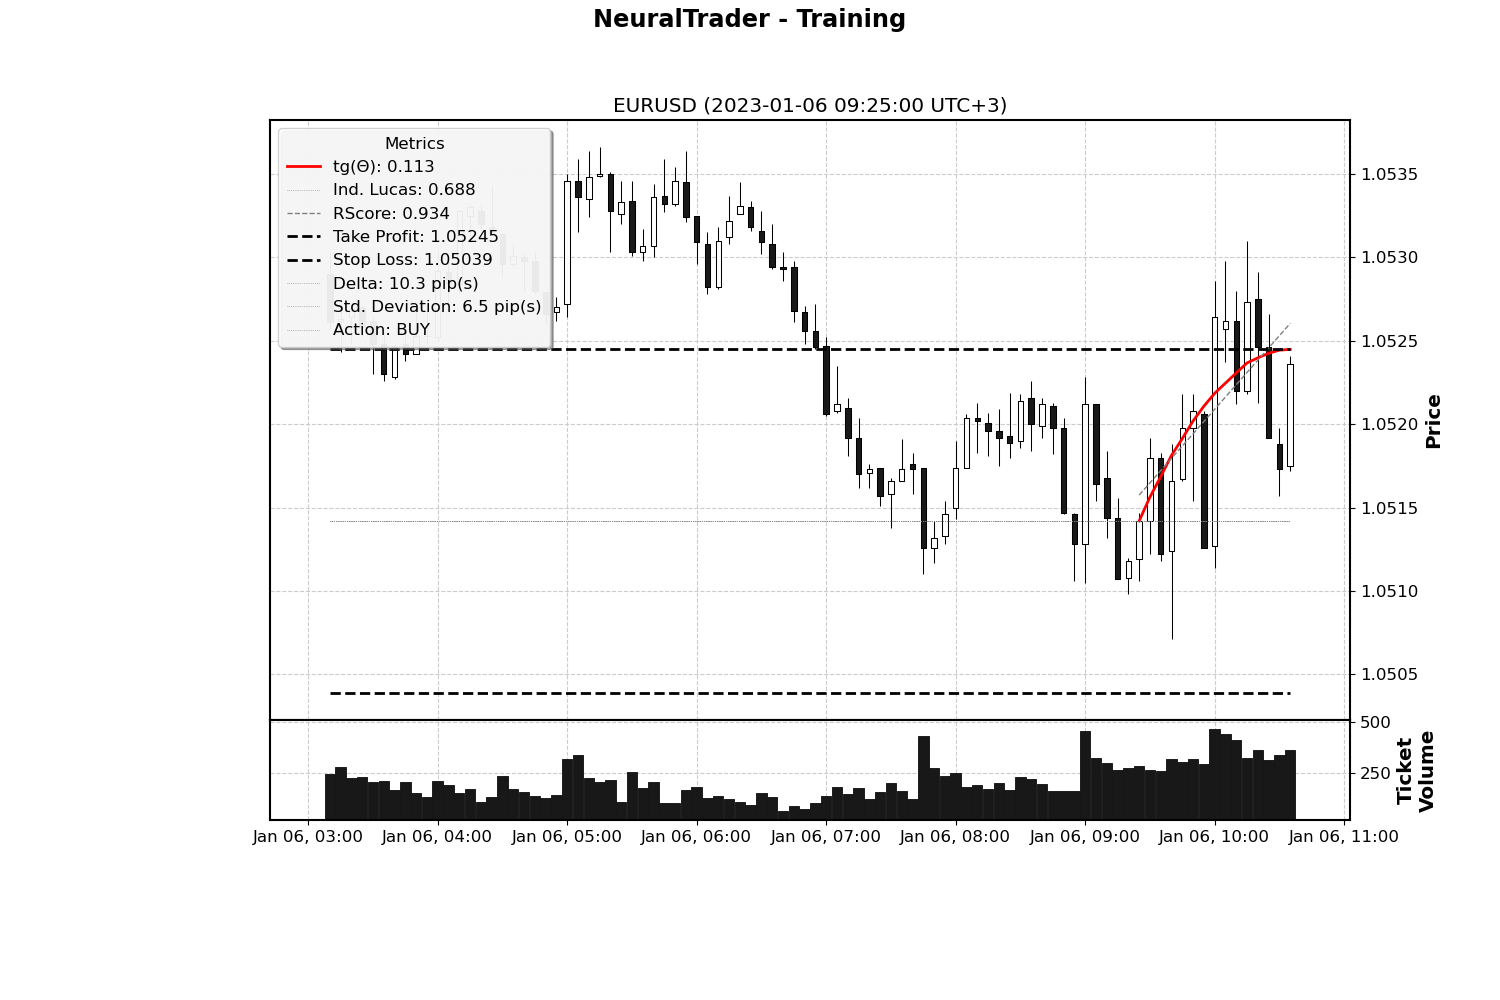 NeuralTrader - Training
EURUSD (2023-01-06 09:25:00 UTC+3)
Metrics
tg(Θ): 0.113
Ind. Lucas: 0.688
RScore: 0.934
Take Profit: 1.05245
Stop Loss: 1.05039
Delta: 10.3 pip(s)
Std. Deviation: 6.5 pip(s)
Action: BUY
1.0535
1.0530
1.0525
1.0520
1.0515
1.0510
1.0505
Price
500
250
Ticket
Volume
Jan 06, 03:00
Jan 06, 04:00
Jan 06, 05:00
Jan 06, 06:00
Jan 06, 07:00
Jan 06, 08:00
Jan 06, 09:00
Jan 06, 10:00
Jan 06, 11:00